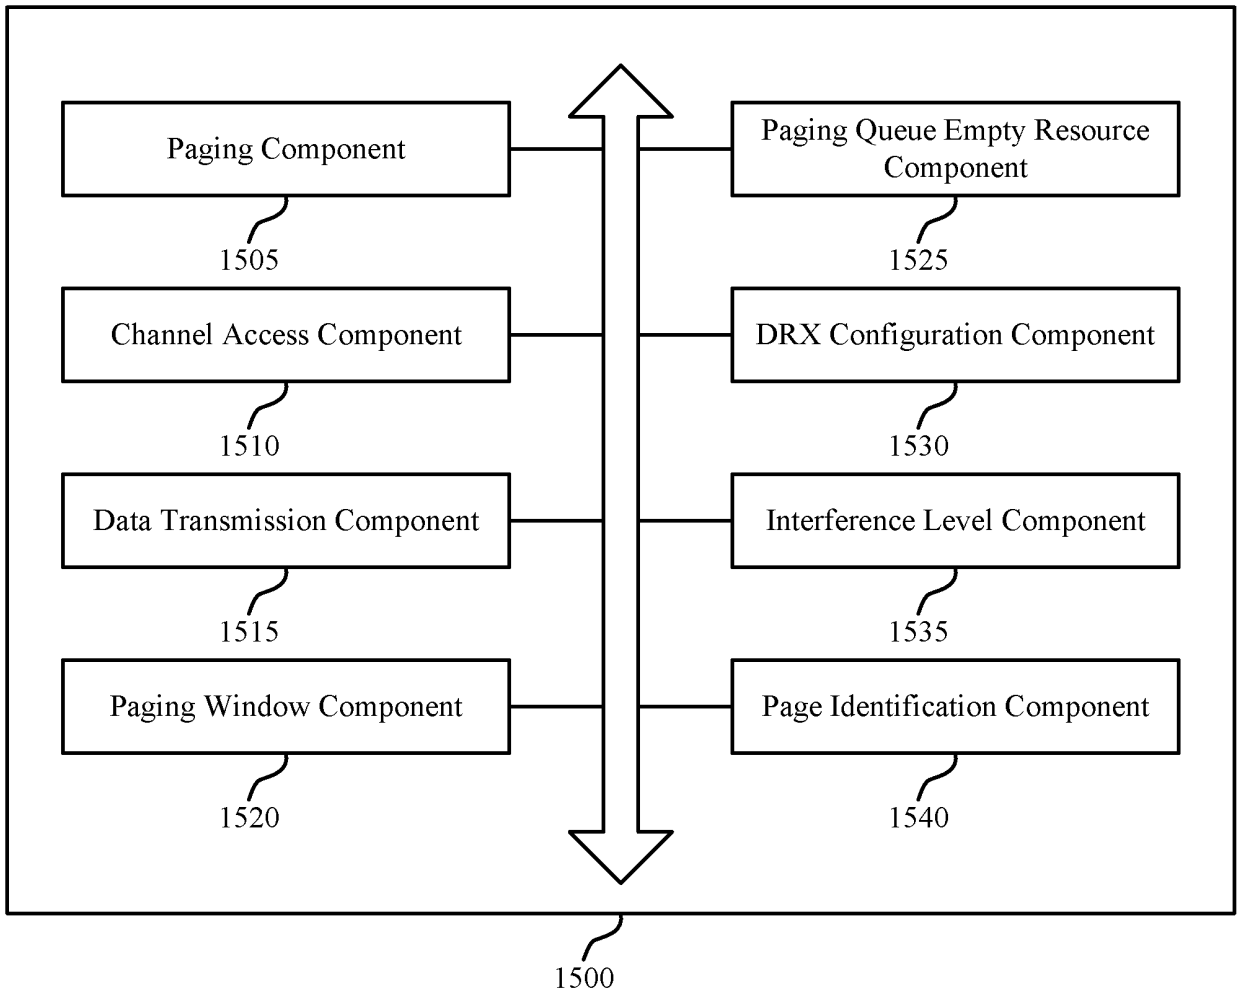 Paging Component
1505
Channel Access Component
1510
Data Transmission Component
1515
Paging Window Component
1520
Paging Queue Empty Resource
Component
1525
DRX Configuration Component
1530
Interference Level Component
1535
Page Identification Component
1540
1500